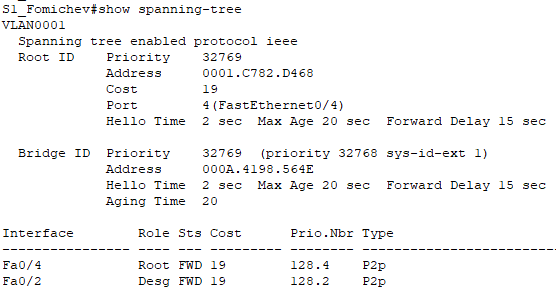 S1_Fomichev#show spanning-tree
VLAN0001
  Spanning tree enabled protocol ieee
  Root ID    Priority    32769
             Address     0001.C782.D468
             Cost        19
             Port        4(FastEthernet0/4)
             Hello Time  2 sec  Max Age 20 sec  Forward Delay 15 sec

  Bridge ID  Priority    32769  (priority 32768 sys-id-ext 1)
             Address     000A.4198.564E
             Hello Time  2 sec  Max Age 20 sec  Forward Delay 15 sec
             Aging Time  20

Interface        Role Sts Cost      Prio.Nbr Type
---------------- ---- --- --------- -------- --------------------------
Fa0/4            Root FWD 19        128.4    P2p
Fa0/2            Desg FWD 19        128.2    P2p